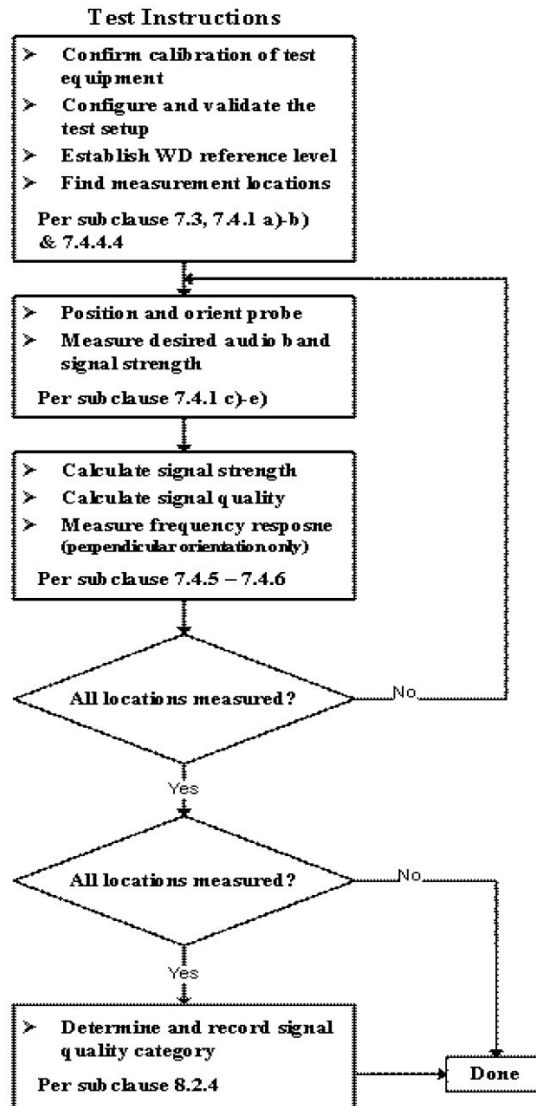 Test Instructions
➢ Confirm calibration of test
equipment
➢ Configure and validate the
test setup
➢ Establish WD reference level
➢ Find measurement locations
Per subclause 7.3, 7.4.1 a)-b)
& 7.4.4.4
➢ Position and orient probe
➢ Measure desired audio band
signal strength
Per subclause 7.4.1 c)-e)
➢ Calculate signal strength
➢ Calculate signal quality
➢ Measure frequency resposne
(perpendicular orientation only)
Per subclause 7.4.5 – 7.4.6
All locations measured?
No
Yes
All locations measured?
No
Yes
➢ Determine and record signal
quality category
Per subclause 8.2.4
Done